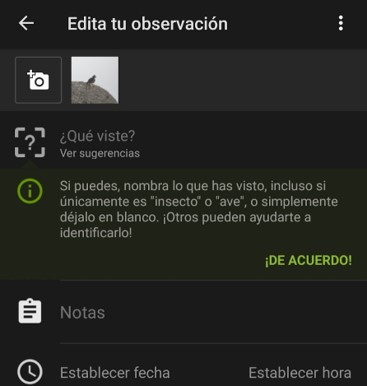 Edita tu observación
¿Qué viste?
Ver sugerencias
Si puedes, nombra lo que has visto, incluso si
únicamente es "insecto" o "ave", o simplemente
déjalo en blanco. ¡Otros pueden ayudarte a
identificarlo!
¡DE ACUERDO!
Notas
Establecer fecha Establecer hora